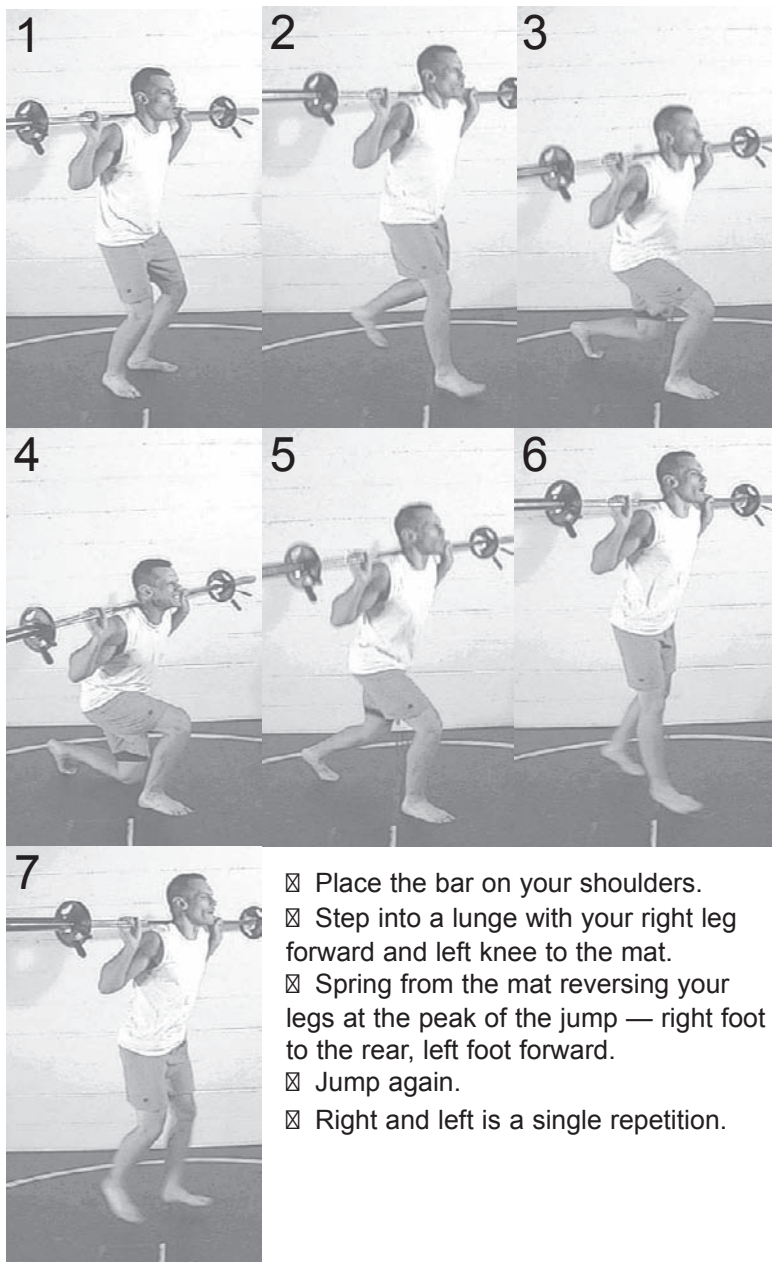 1
2
3
4
5
6
7
☒ Place the bar on your shoulders.
☒ Step into a lunge with your right leg
forward and left knee to the mat.
☒ Spring from the mat reversing your
legs at the peak of the jump — right foot
to the rear, left foot forward.
☒ Jump again.
☒ Right and left is a single repetition.